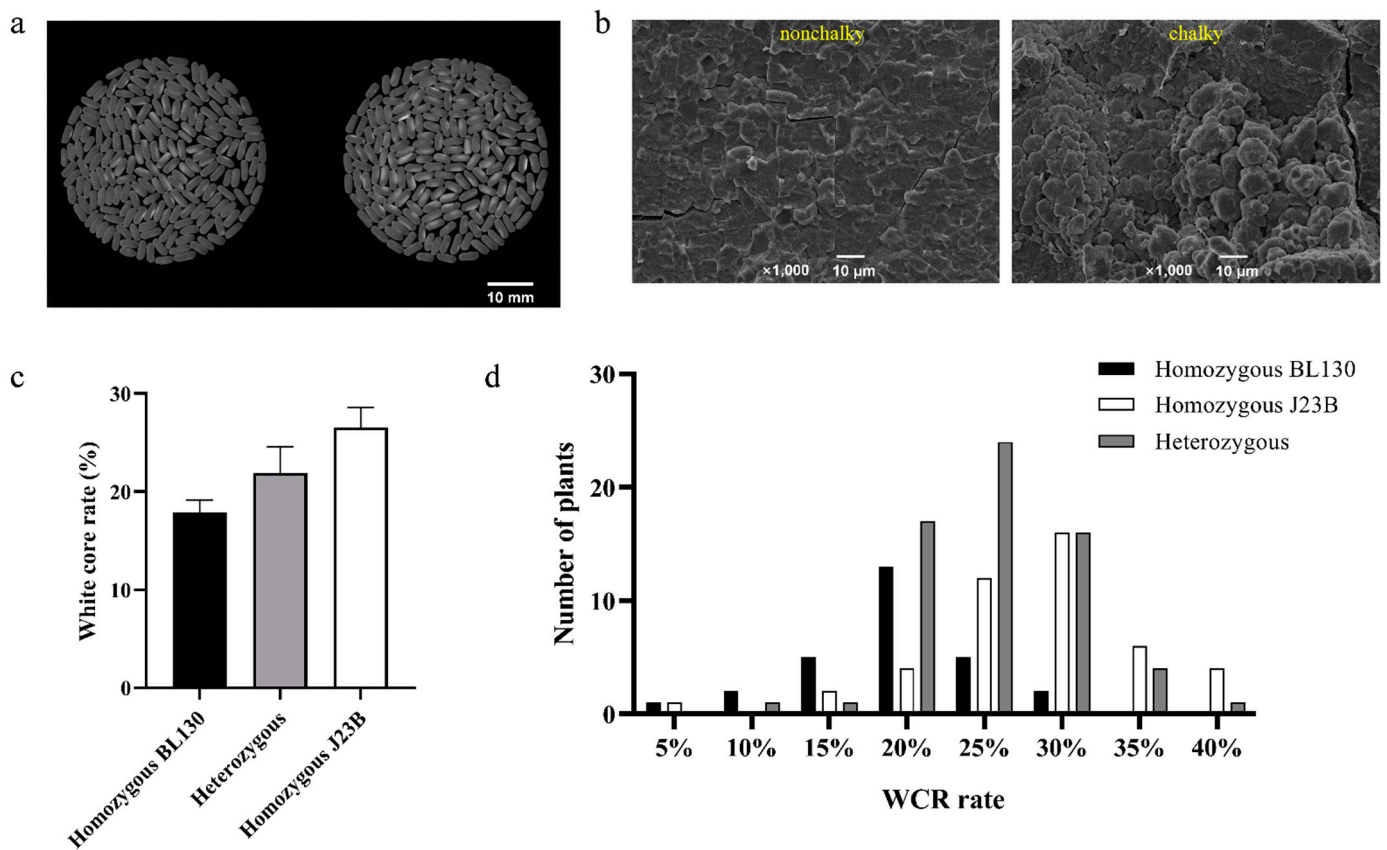 a
10 mm
b
nonchalky
×1,000
10 μm
chalky
×1,000
10 μm
c
White core rate (%)
30
20
10
0
Homozygous BL130
Heterozygous
Homozygous J23B
d
Number of plants
30
20
10
0
5%
10%
15%
20%
25%
30%
35%
40%
WCR rate
Homozygous BL130
Homozygous J23B
Heterozygous